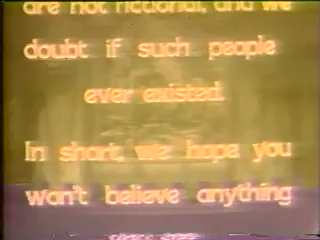 are not fictional, and we
doubt if such people
ever existed.
In short, we hope you
won't believe anything